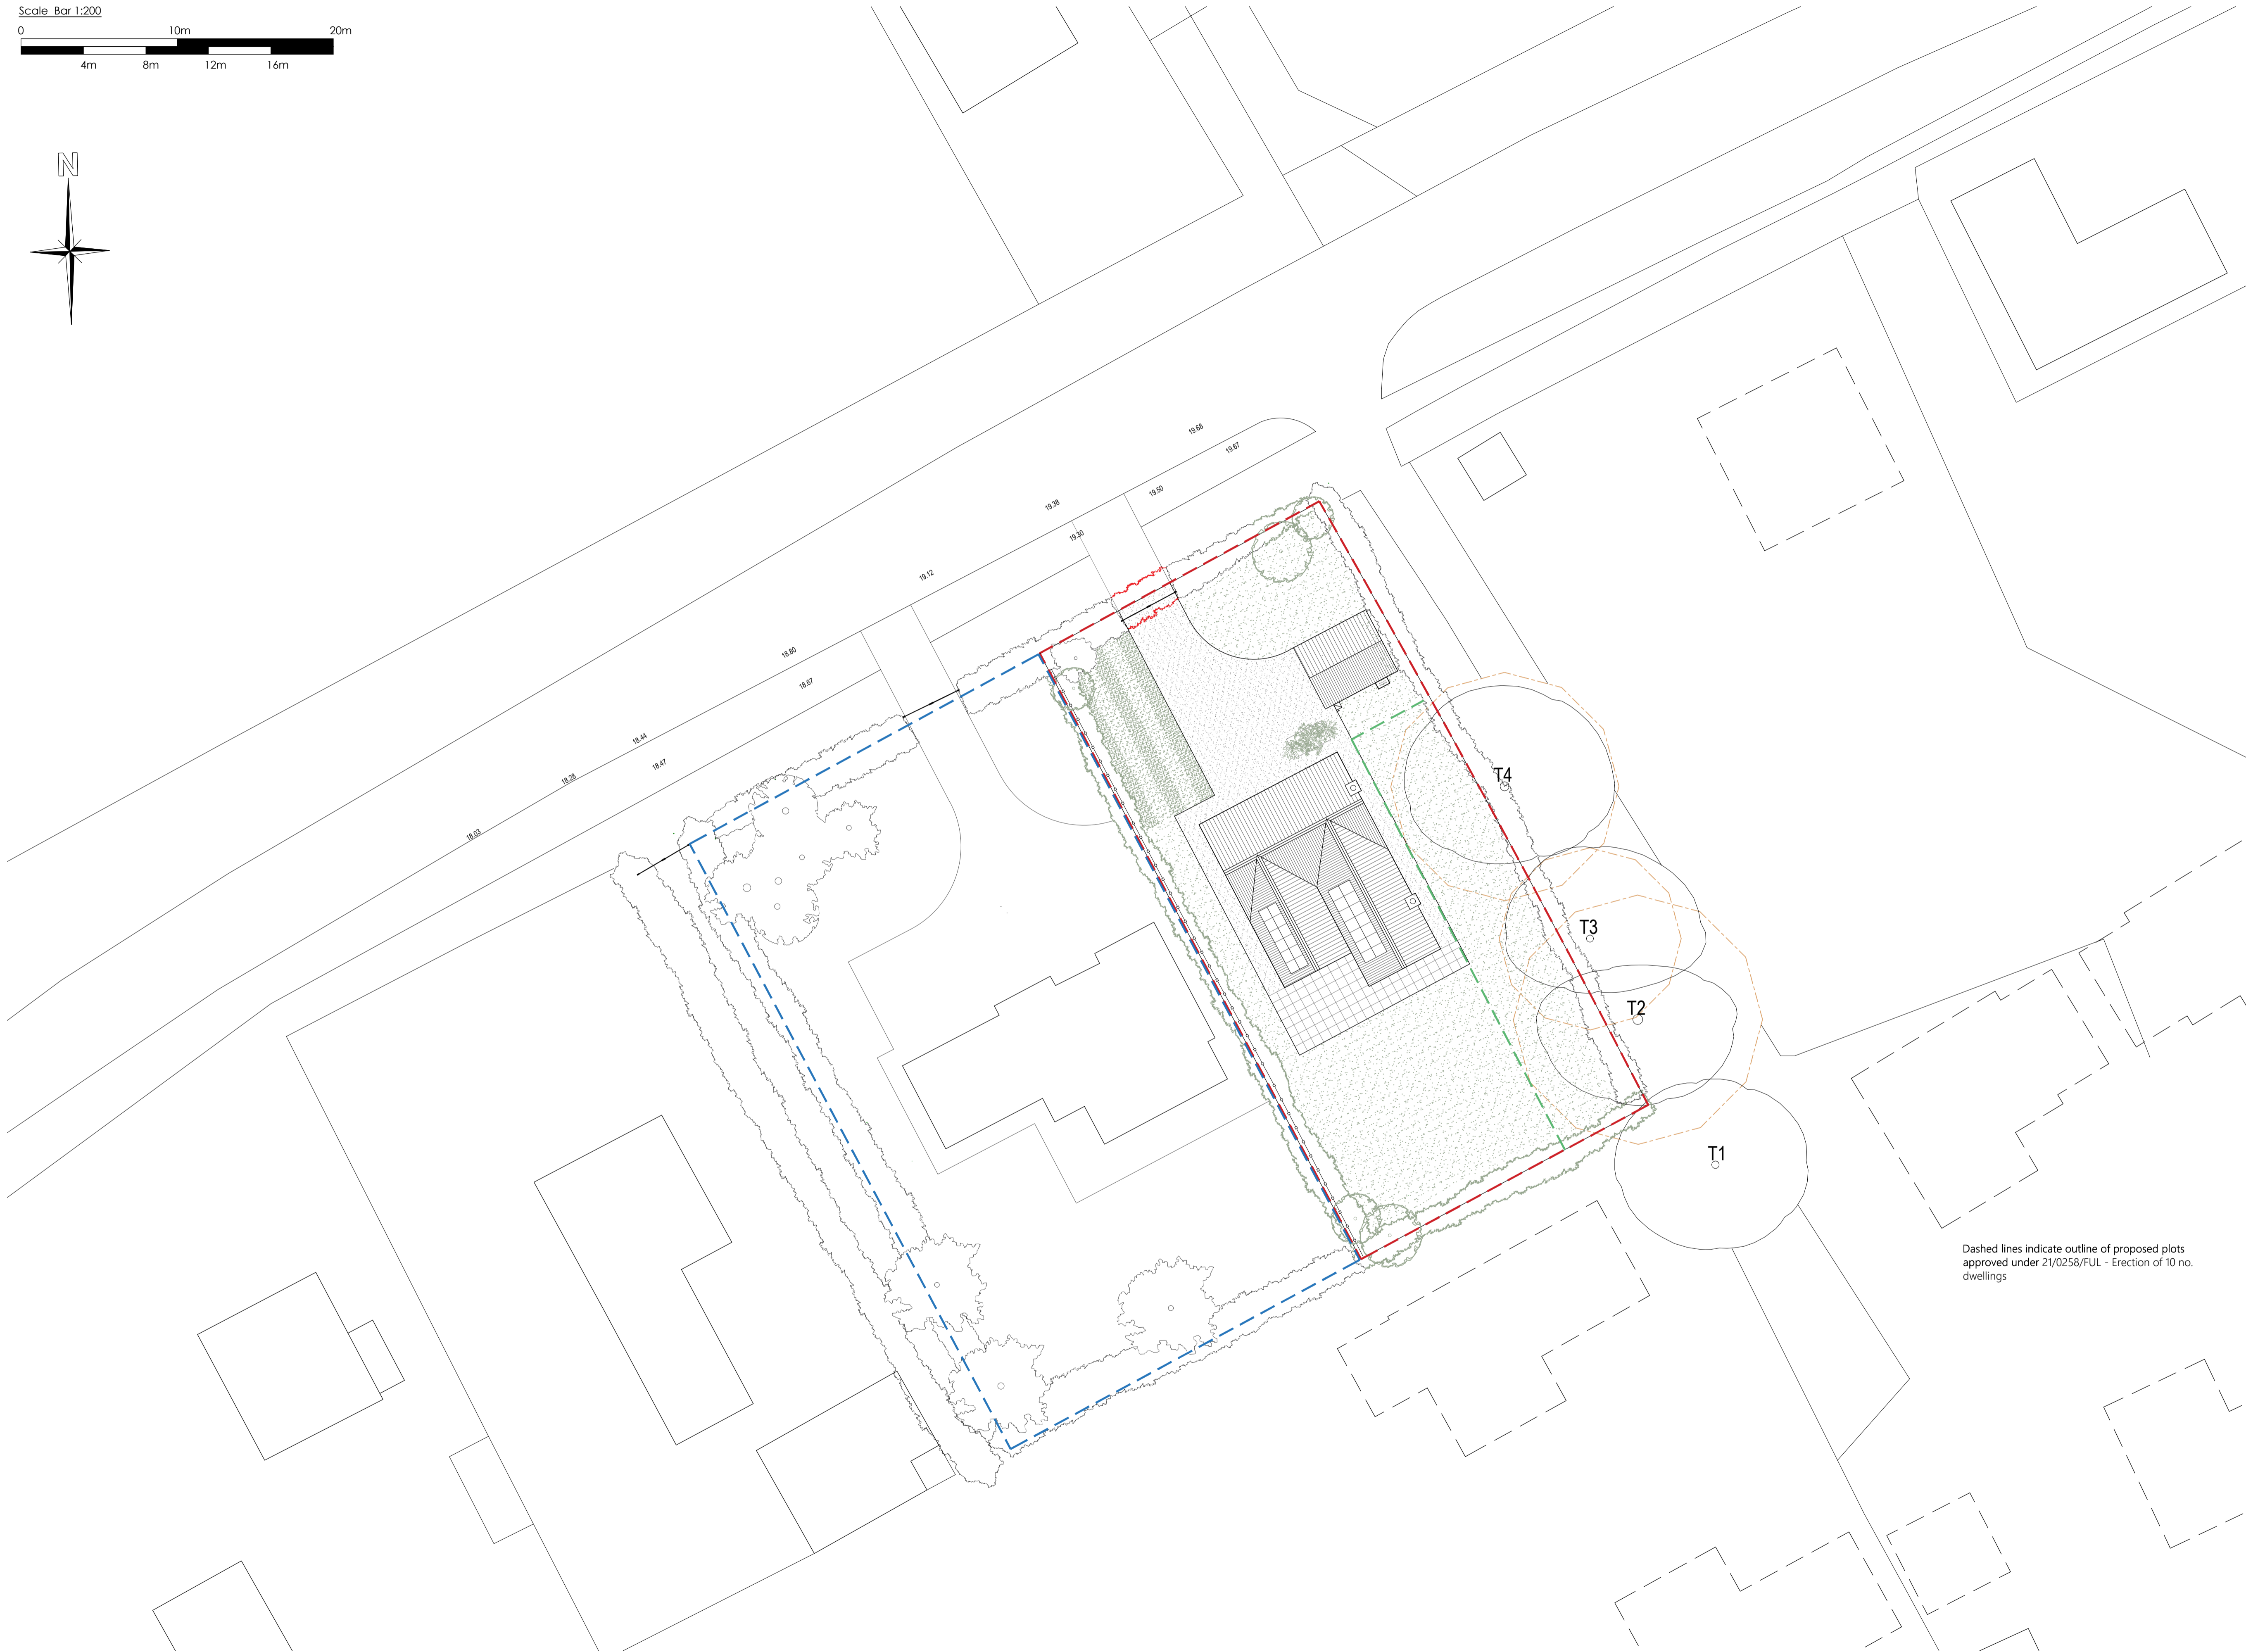 Scale Bar 1:200
0 10m 20m
4m 8m 12m 16m
N
19.68
19.67
19.50
19.38
19.30
19.12
18.80
18.67
18.44
18.47
18.28
18.03
T4
T3
T2
T1
Dashed lines indicate outline of proposed plots
approved under 21/0258/FUL - Erection of 10 no.
dwellings